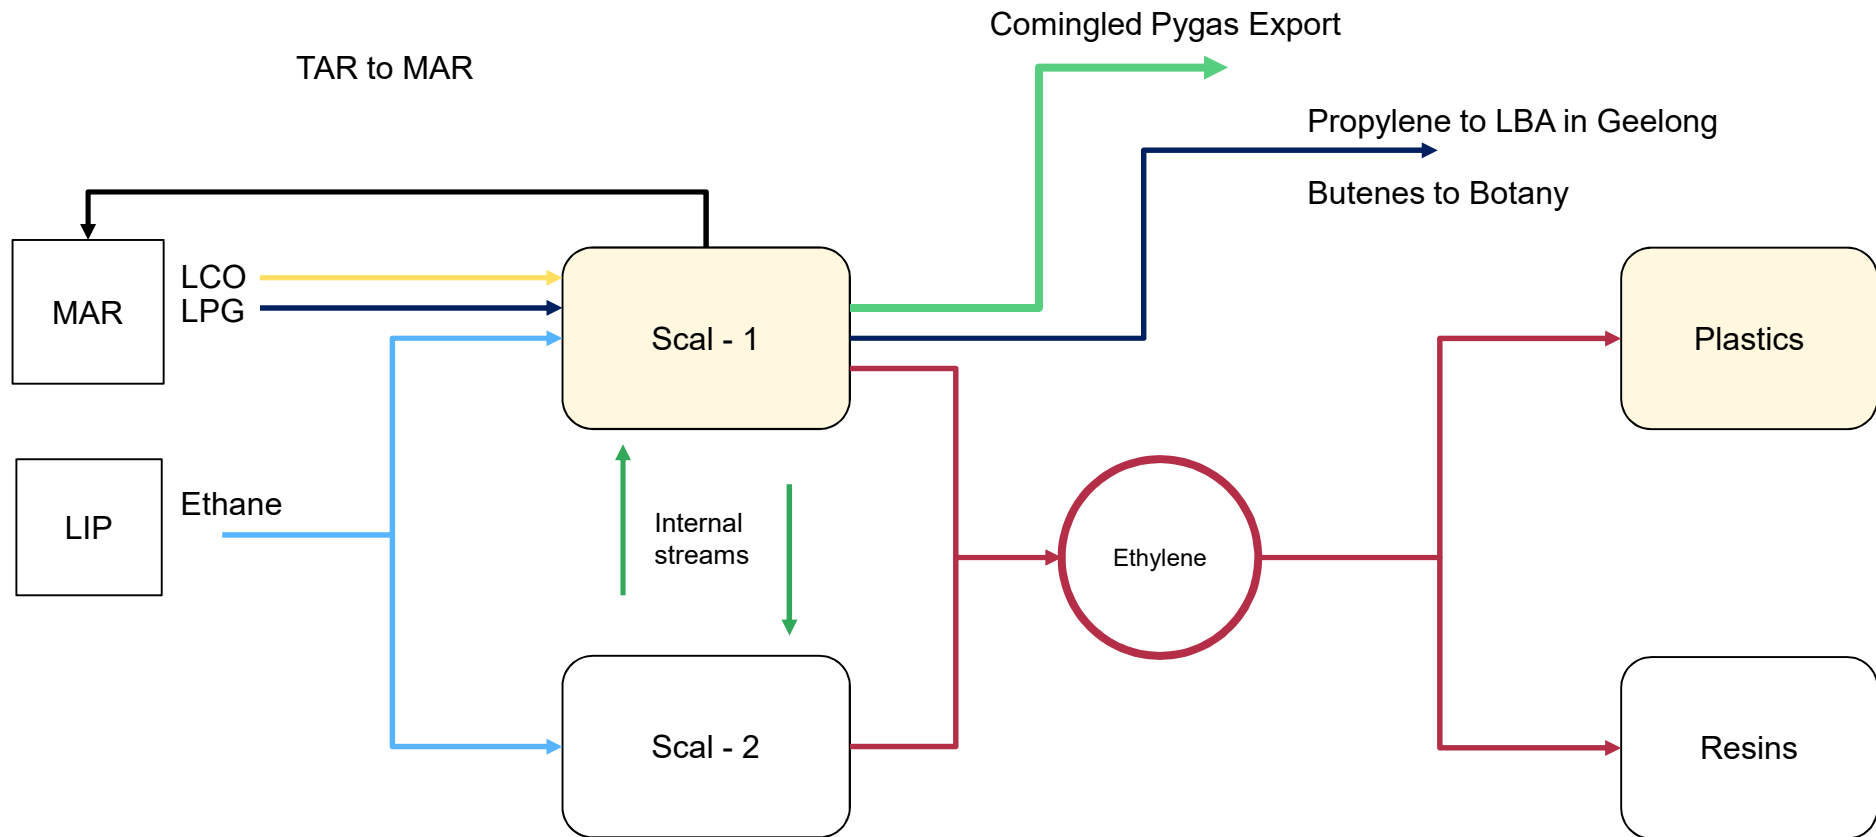 Comingled Pygas Export
TAR to MAR
Propylene to LBA in Geelong
Butenes to Botany
MAR
LCO
LPG
Scal - 1
Plastics
LIP
Ethane
Internal
streams
Ethylene
Scal - 2
Resins